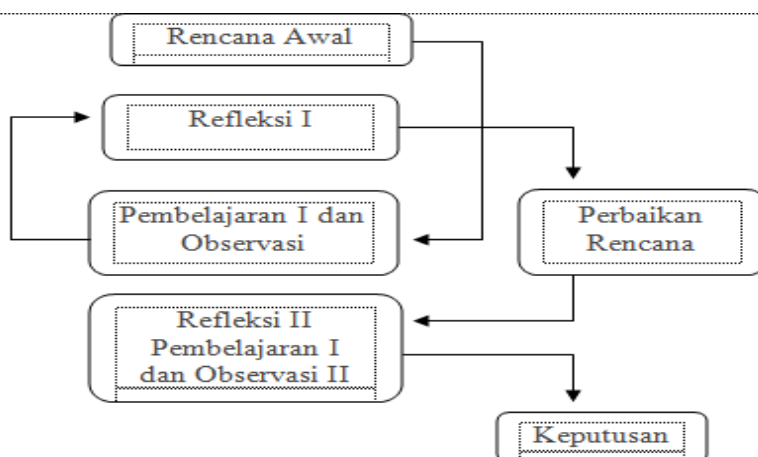 Rencana Awal
Refleksi I
Pembelajaran I dan
Observasi
Perbaikan
Rencana
Refleksi II
Pembelajaran I
dan Observasi II
Keputusan